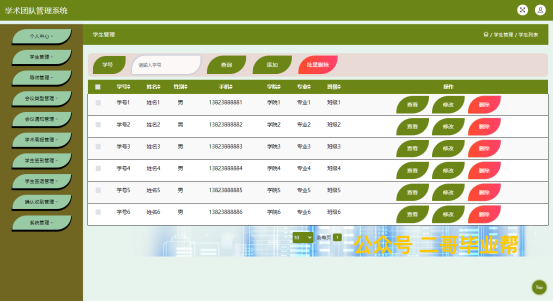 学术团队管理系统
个人中心
学生管理
学生管理
/ 学生管理 / 学生列表
导师管理
会议类型管理
会议通知管理
学术周报管理
学生签到管理
学生签退管理
确认收到管理
系统管理
学号
请输入学号
查询
添加
批量删除
学号 姓名 性别 手机 学院 专业 班级 操作
学号1 姓名1 男 13823888881 学院1 专业1 班级1 查看 修改 删除
学号2 姓名2 男 13823888882 学院2 专业2 班级2 查看 修改 删除
学号3 姓名3 男 13823888883 学院3 专业3 班级3 查看 修改 删除
学号4 姓名4 男 13823888884 学院4 专业4 班级4 查看 修改 删除
学号5 姓名5 男 13823888885 学院5 专业5 班级5 查看 修改 删除
学号6 姓名6 男 13823888886 学院6 专业6 班级6 查看 修改 删除
10 条每页 1
公众号 二哥毕业帮
Top